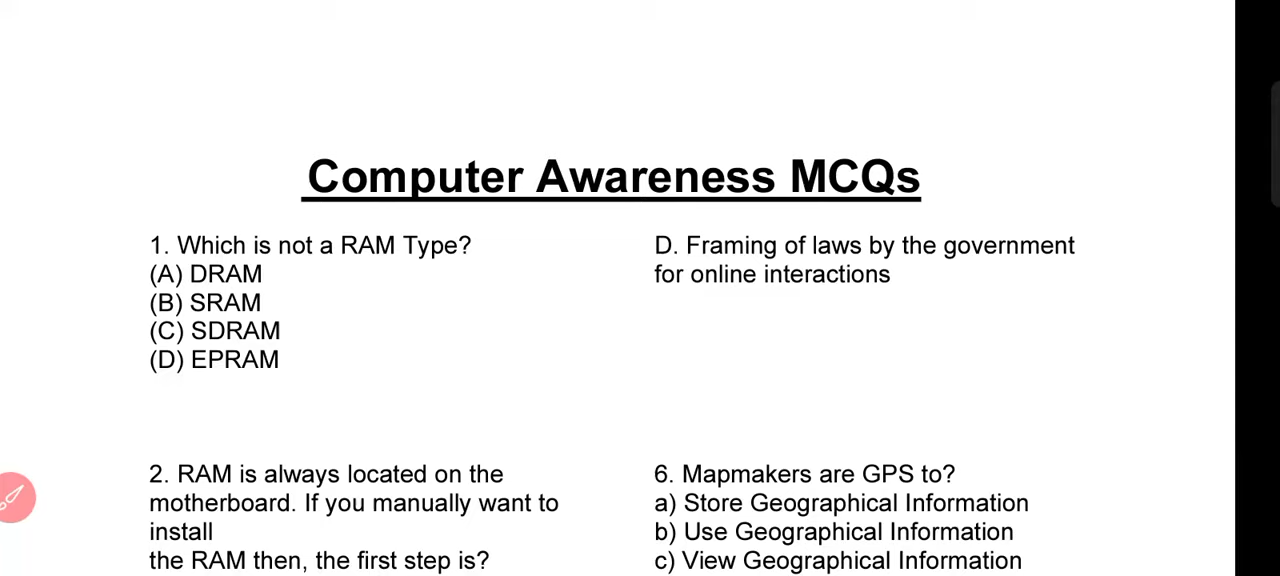 Computer Awareness MCQs
1. Which is not a RAM Type?
(A) DRAM
(B) SRAM
(C) SDRAM
(D) EPRAM
2. RAM is always located on the
motherboard. If you manually want to
install
the RAM then, the first step is?
D. Framing of laws by the government
for online interactions
6. Mapmakers are GPS to?
a) Store Geographical Information
b) Use Geographical Information
c) View Geographical Information